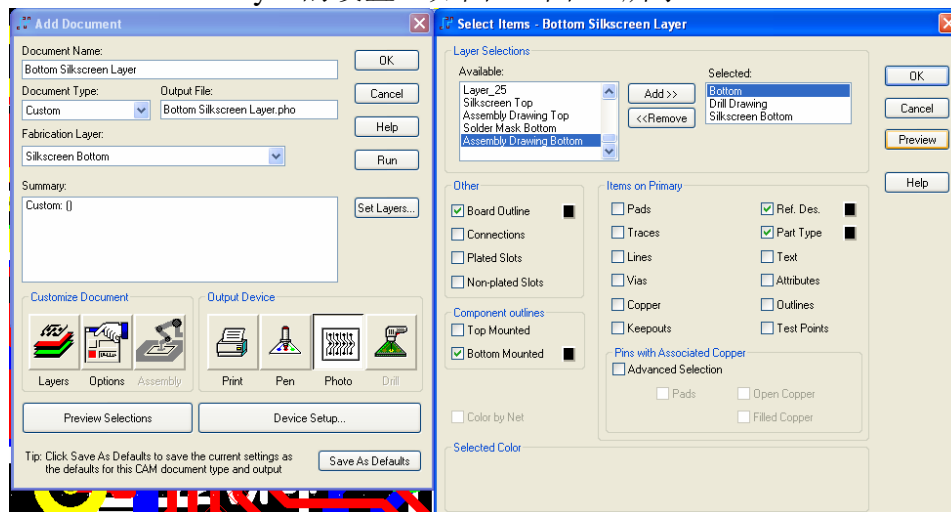 Add Document
Document Name:
Bottom Silkscreen Layer
Document Type:
Output File:
Custom
Bottom Silkscreen Layer.pho
Fabrication Layer:
Silkscreen Bottom
Summary:
Custom: ()
OK
Cancel
Help
Run
Set Layers...
Customize Document
Layers
Options
Assembly
Output Device
Print
Pen
Photo
Drill
Preview Selections
Device Setup...
Tip: Click Save As Defaults to save the current settings as
the defaults for this CAM document type and output
Save As Defaults
Select Items - Bottom Silkscreen Layer
Layer Selections
Available:
Layer_25
Silkscreen Top
Assembly Drawing Top
Solder Mask Bottom
Assembly Drawing Bottom
Add >>
<<Remove
Selected:
Bottom
Drill Drawing
Silkscreen Bottom
OK
Cancel
Preview
Help
Other
Board Outline
Connections
Plated Slots
Non-plated Slots
Component outlines
Top Mounted
Bottom Mounted
Color by Net
Items on Primary
Pads
Traces
Lines
Vias
Copper
Keepouts
Ref. Des.
Part Type
Text
Attributes
Outlines
Test Points
Pins with Associated Copper
Advanced Selection
Pads
Open Copper
Filled Copper
Selected Color